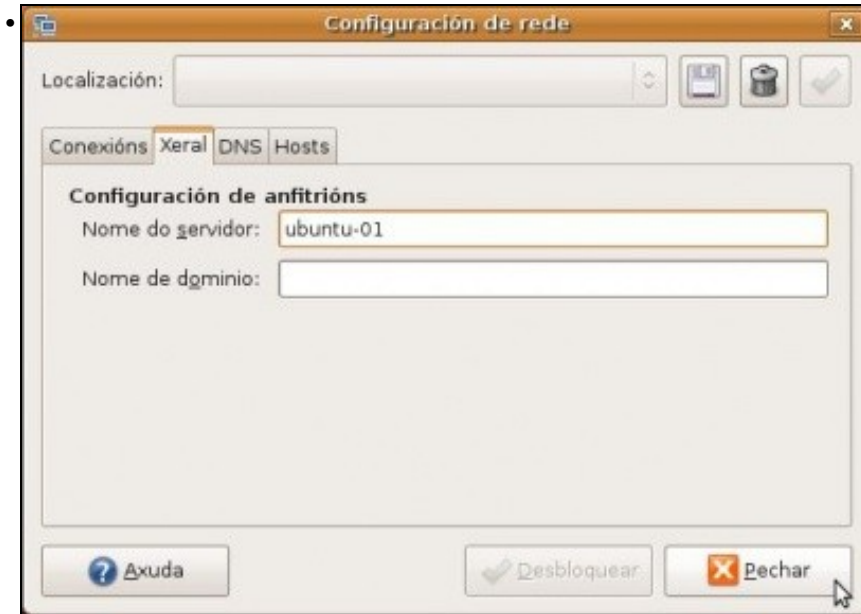 Configuración de rede
Localización:
Conexións Xeral DNS Hosts
Configuración de anfitrións
Nome do servidor: ubuntu-01
Nome de dominio:
Axuda Desbloquear Pechar